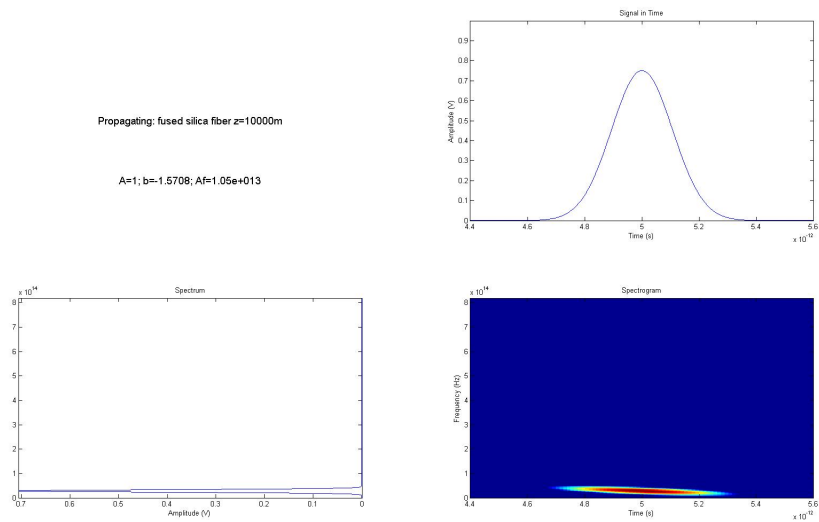 Signal in Time
0.9
0.8
0.7
0.6
0.5
0.4
0.3
0.2
0.1
0
Amplitude (V)
4.4 4.6 4.8 5 5.2 5.4 5.6
Time (s)
x 10^-12
Propagating: fused silica fiber z=10000m
A=1; b=-1.5708; Af=1.05e+013
Spectrum
x 10^14
8
7
6
5
4
3
2
1
0
0.7 0.6 0.5 0.4 0.3 0.2 0.1 0
Amplitude (V)
Spectrogram
x 10^14
8
7
6
5
4
3
2
1
0
Frequency (Hz)
4.4 4.6 4.8 5 5.2 5.4 5.6
Time (s)
x 10^-12